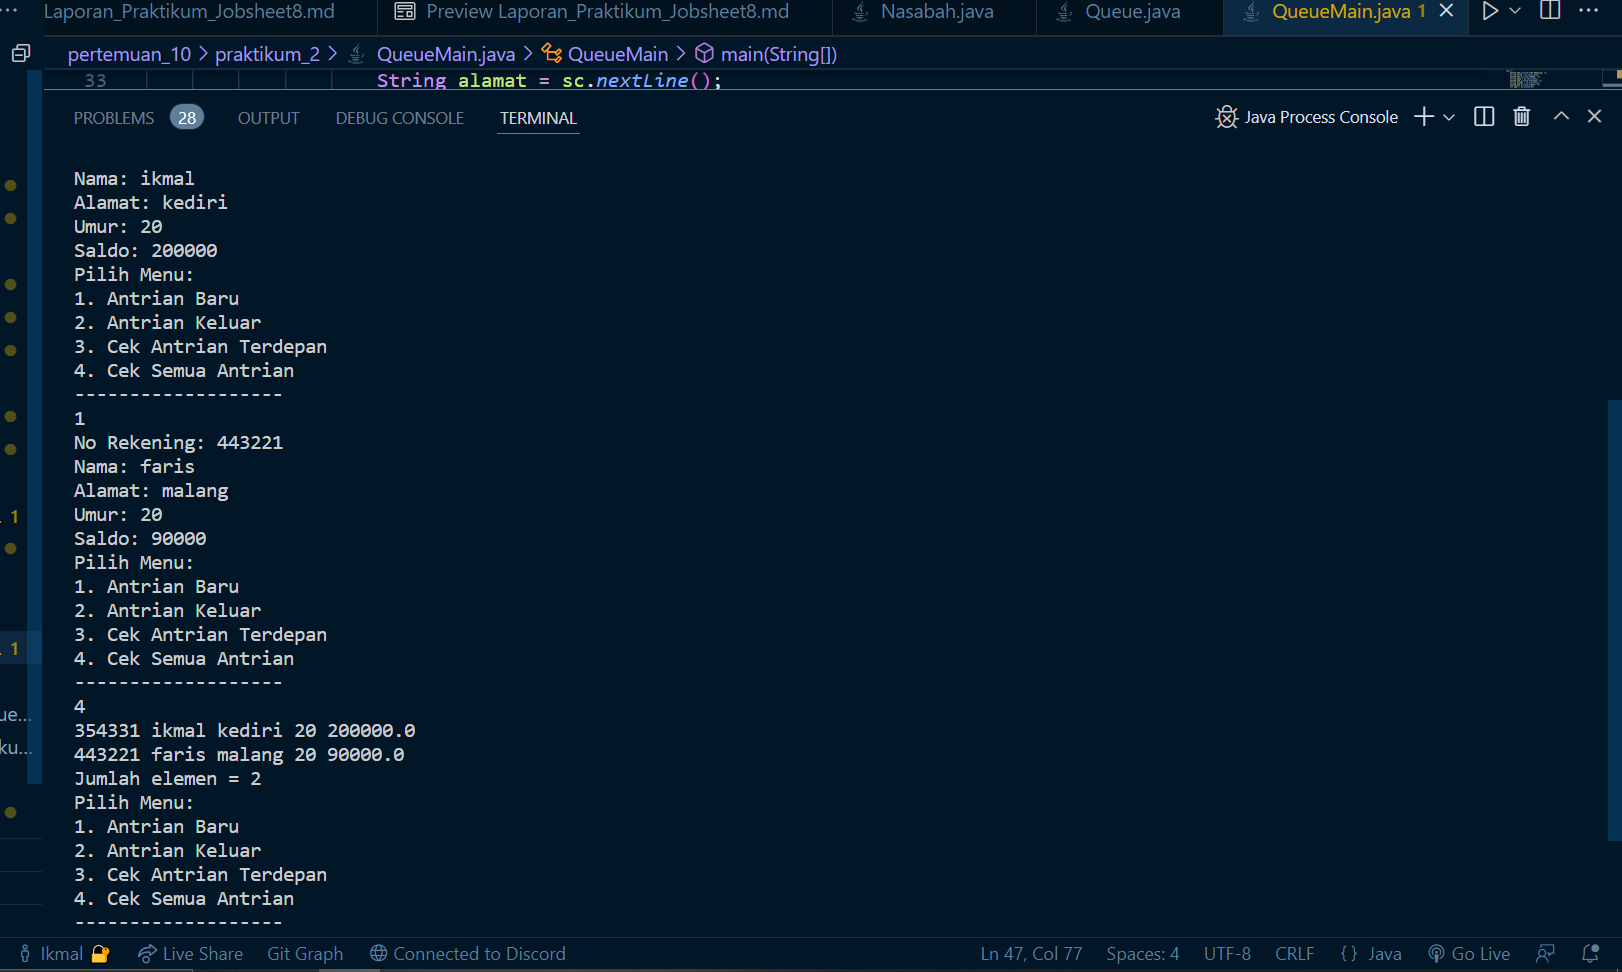 Laporan_Praktikum_Jobsheet8.md Preview Laporan_Praktikum_Jobsheet8.md Nasabah.java Queue.java QueueMain.java 1
pertemuan_10 > praktikum_2 > QueueMain.java > QueueMain > main(String[])
33 String alamat = sc.nextLine();
PROBLEMS 28 OUTPUT DEBUG CONSOLE TERMINAL Java Process Console
Nama: ikmal
Alamat: kediri
Umur: 20
Saldo: 200000
Pilih Menu:
1. Antrian Baru
2. Antrian Keluar
3. Cek Antrian Terdepan
4. Cek Semua Antrian
-------------------
1
No Rekening: 443221
Nama: faris
Alamat: malang
Umur: 20
Saldo: 90000
Pilih Menu:
1. Antrian Baru
2. Antrian Keluar
3. Cek Antrian Terdepan
4. Cek Semua Antrian
-------------------
4
354331 ikmal kediri 20 200000.0
443221 faris malang 20 90000.0
Jumlah elemen = 2
Pilih Menu:
1. Antrian Baru
2. Antrian Keluar
3. Cek Antrian Terdepan
4. Cek Semua Antrian
-------------------
1
1
ue...
ku...
Ikmal Live Share Git Graph Connected to Discord Ln 47, Col 77 Spaces: 4 UTF-8 CRLF {} Java Go Live